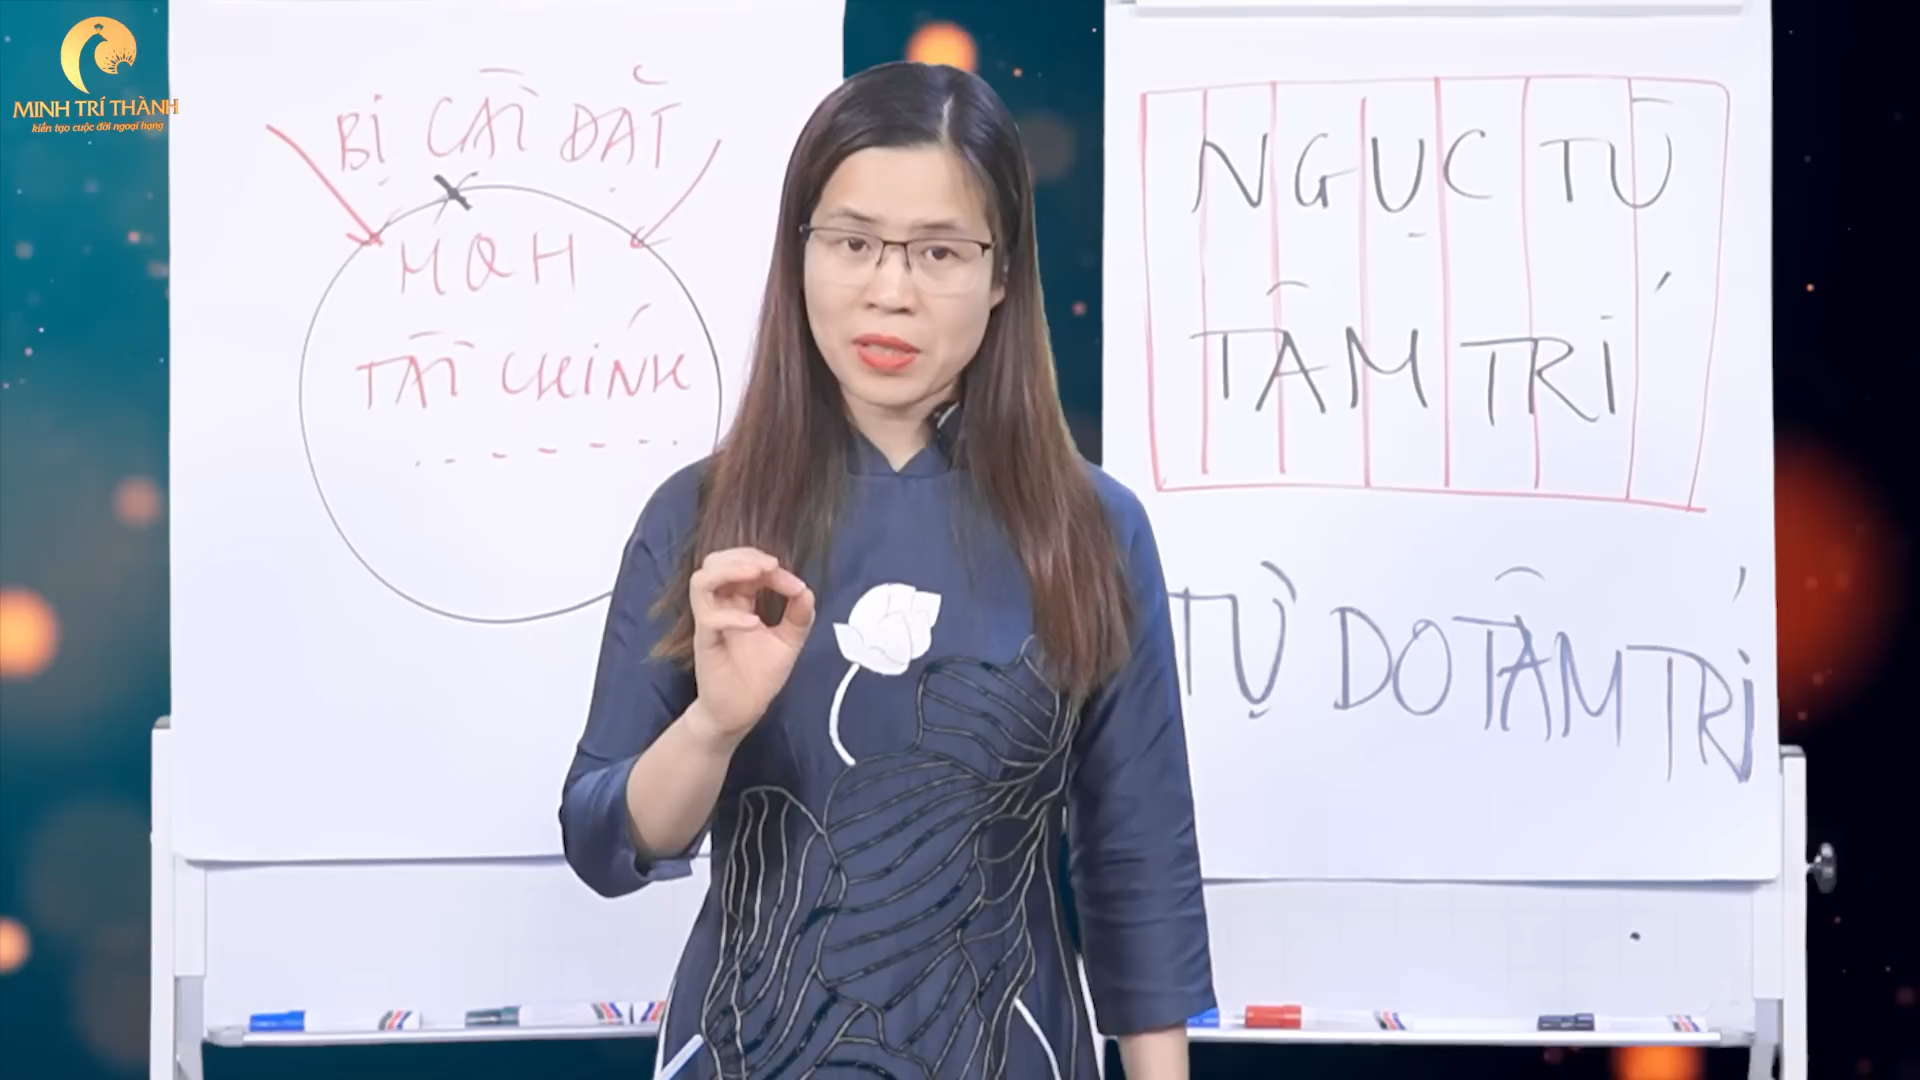 MINH TRÍ THÀNH
kiến tạo cuộc đời ngoại hạng
BỊ CÀI ĐẶT
MQH
TÀI CHÍNH
NGỤC TÙ
TÂM TRÍ
TỰ DO TÂM TRÍ